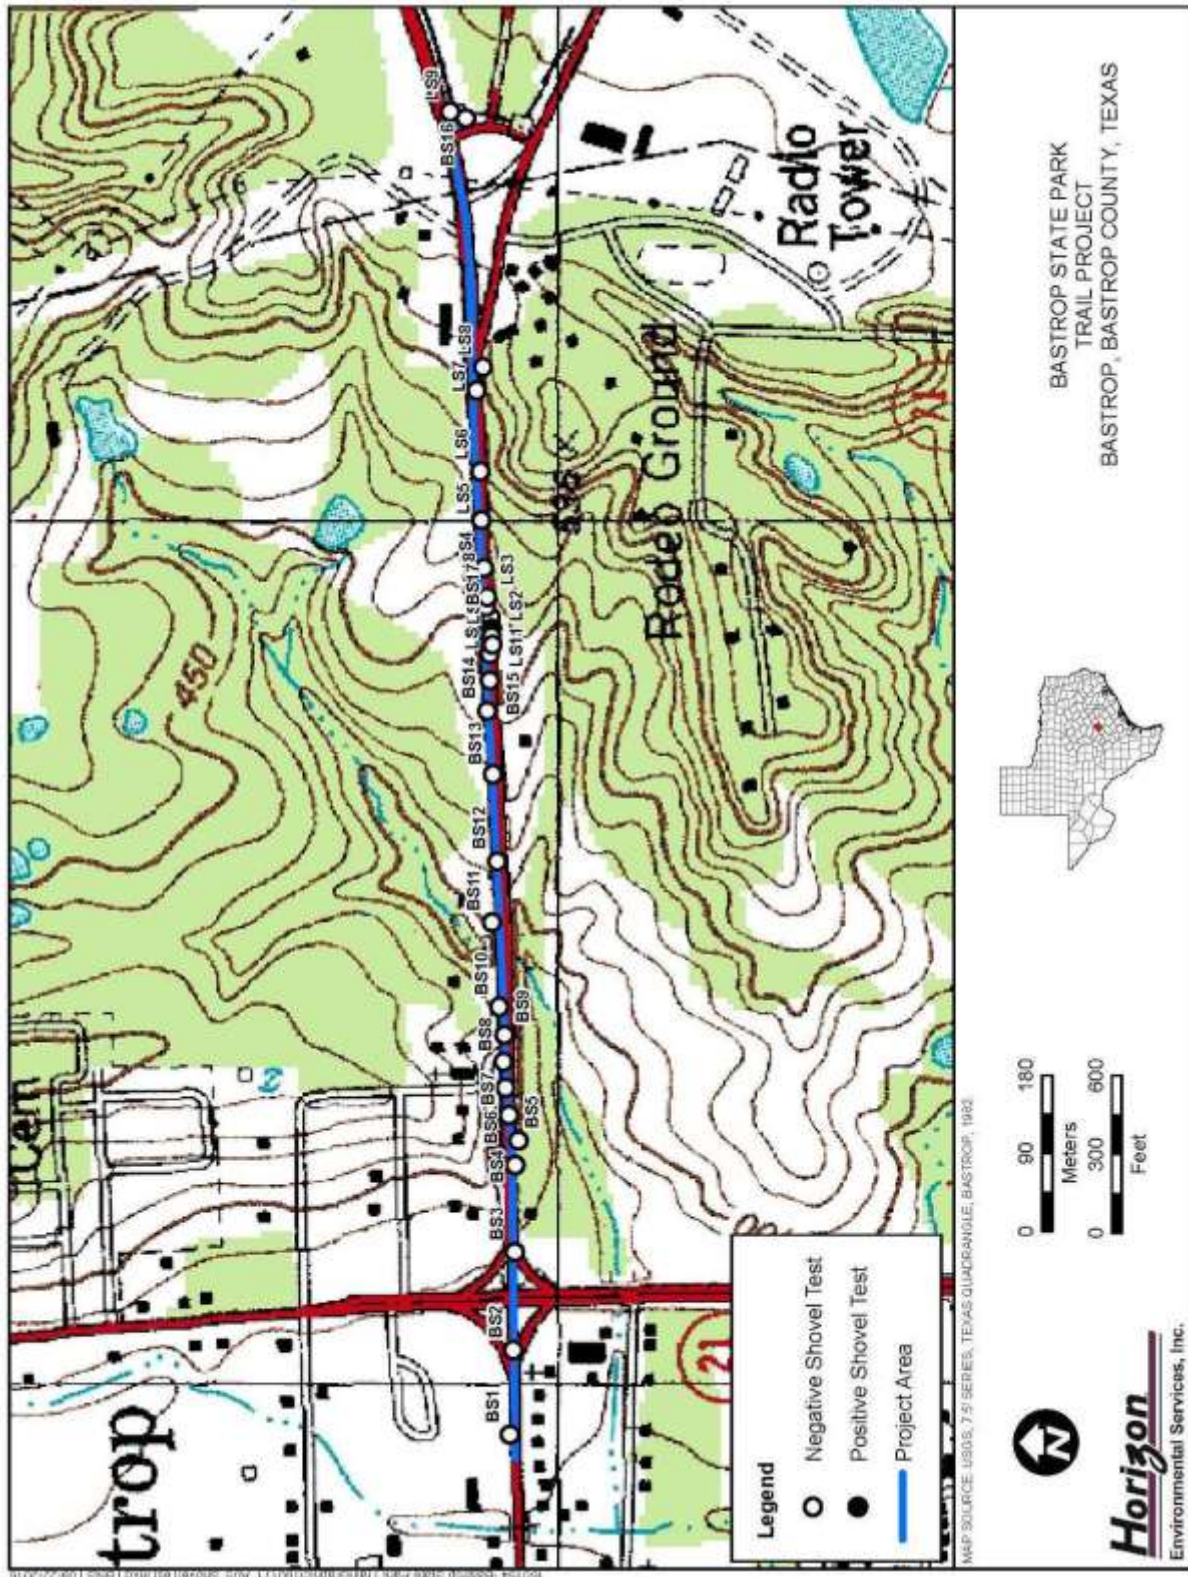 trop
450
Radio
Tower
Rodeo Ground
21
71
BS1
BS2
BS3
BS4
BS5
BS6
BS7
BS8
BS9
BS10
BS11
BS12
BS13
BS14
BS15
LS11
LS2
LS3
LS5
LS6
LS7
LS8
BS16
LS9
Legend
Negative Shovel Test
Positive Shovel Test
Project Area
MAP SOURCE: USGS, 7.5' SERIES, TEXAS QUADRANGLE, BASTROP, 1982
N
Horizon
Environmental Services, Inc.
0 90 180
Meters
0 300 600
Feet
BASTROP STATE PARK
TRAIL PROJECT
BASTROP, BASTROP COUNTY, TEXAS